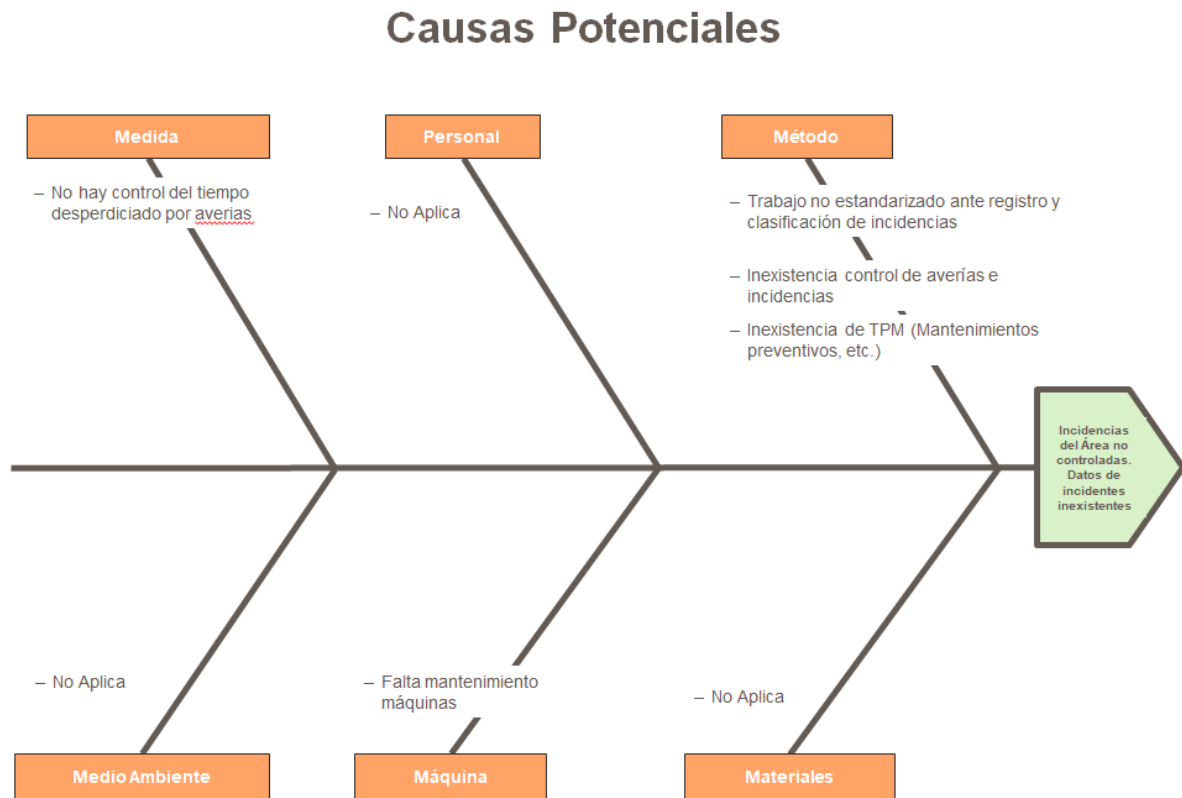 Causas Potenciales
Medida
Personal
Método
– No hay control del tiempo
desperdiciado por averias
– No Aplica
– Trabajo no estandarizado ante registro y
clasificación de incidencias
– Inexistencia control de averías e
incidencias
– Inexistencia de TPM (Mantenimientos
preventivos, etc.)
Incidencias
del Área no
controladas.
Datos de
incidentes
inexistentes
– No Aplica
– Falta mantenimiento
máquinas
– No Aplica
Medio Ambiente
Máquina
Materiales